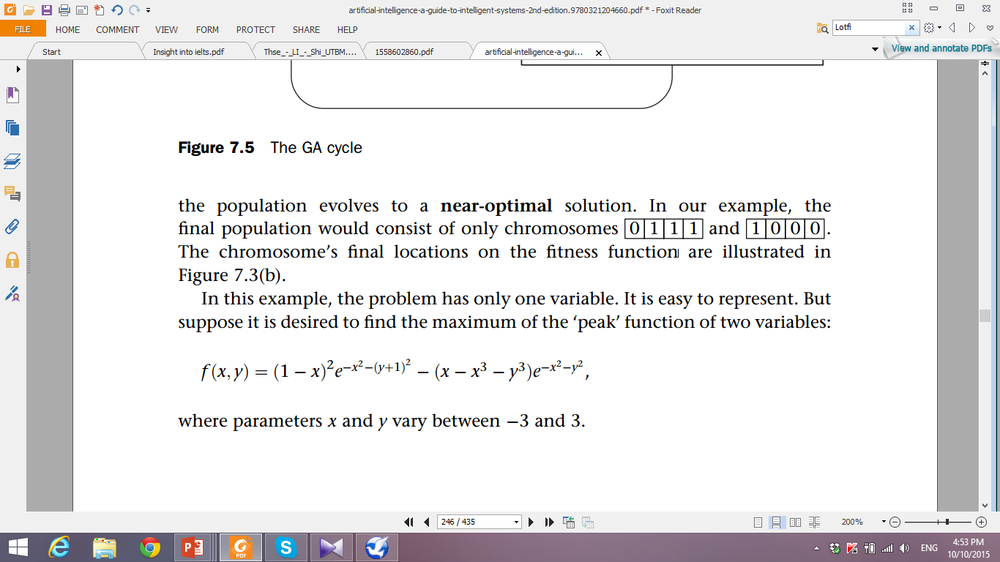 artificial-intelligence-a-guide-to-intelligent-systems-2nd-edition.9780321204660.pdf * - Foxit Reader
FILE HOME COMMENT VIEW FORM PROTECT SHARE HELP
Lotfi
Start
Insight into ielts.pdf
Thse_-_LI_-_Shi_UTBM....
1558602860.pdf
artificial-intelligence-a-gui...
View and annotate PDFs
Figure 7.5 The GA cycle
the population evolves to a near-optimal solution. In our example, the
final population would consist of only chromosomes 0 1 1 1 and 1 0 0 0.
The chromosome's final locations on the fitness function are illustrated in
Figure 7.3(b).
In this example, the problem has only one variable. It is easy to represent. But
suppose it is desired to find the maximum of the 'peak' function of two variables:
f(x, y) = (1 − x)²e^{−x²−(y+1)²} − (x − x³ − y³)e^{−x²−y²},
where parameters x and y vary between −3 and 3.
246 / 435
200%
ENG
4:53 PM
10/10/2015